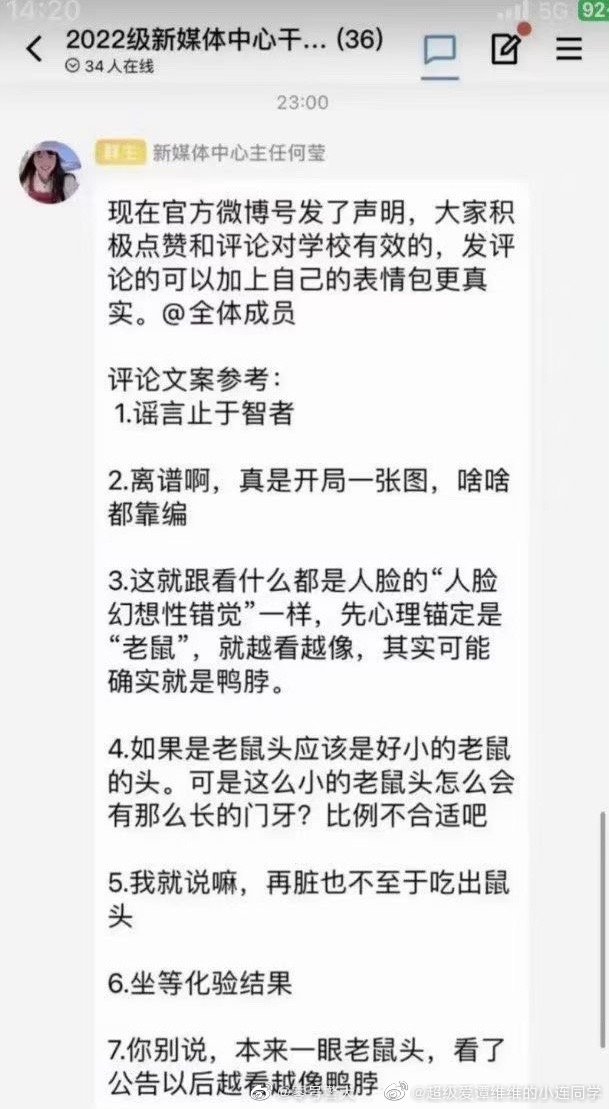 14:20
5G
92
2022级新媒体中心干... (36)
34人在线
23:00
群主 新媒体中心主任何莹
现在官方微博号发了声明，大家积
极点赞和评论对学校有效的，发评
论的可以加上自己的表情包更真
实。@全体成员
评论文案参考：
1.谣言止于智者
2.离谱啊，真是开局一张图，啥啥
都靠编
3.这就跟看什么都是人脸的“人脸
幻想性错觉”一样，先心理锚定是
“老鼠”，就越看越像，其实可能
确实就是鸭脖。
4.如果是老鼠头应该是好小的老鼠
的头。可是这么小的老鼠头怎么会
有那么长的门牙？比例不合适吧
5.我就说嘛，再脏也不至于吃出鼠
头
6.坐等化验结果
7.你别说，本来一眼老鼠头，看了
公告以后越看越像鸭脖
@超级爱谭维维的小连同学